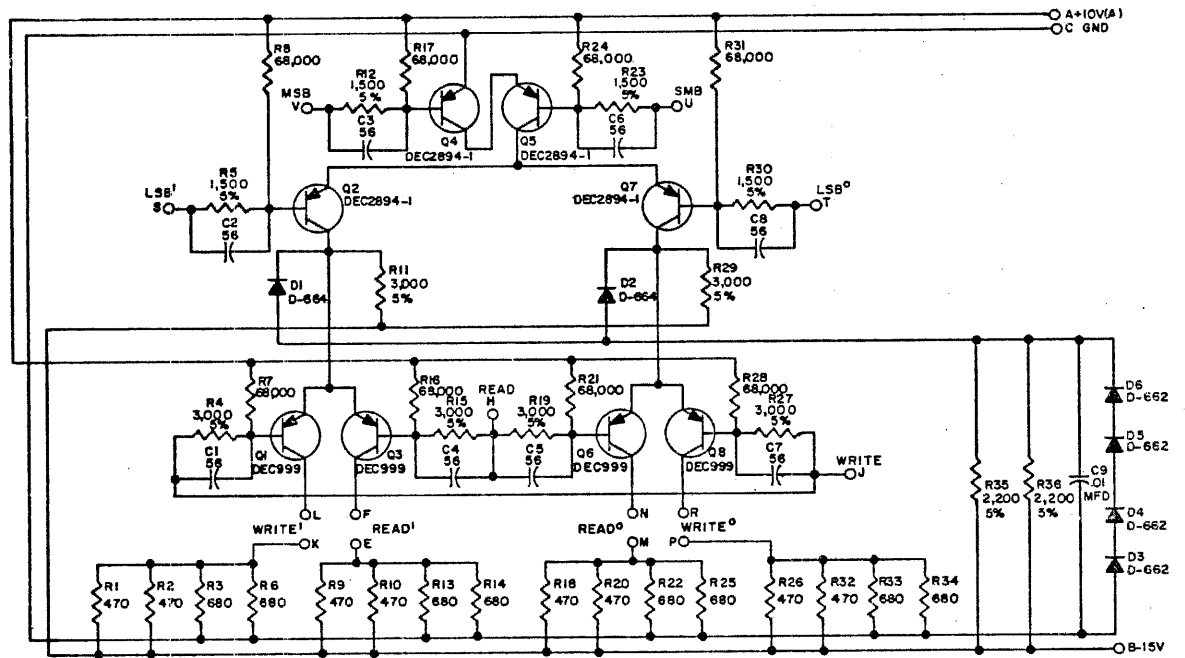 A+10V(A)
C GND
R8
68,000
R17
68,000
R24
68,000
R31
68,000
R12
1,500
5%
R23
1,500
5%
MSB
V
SMB
U
C3
56
C6
56
Q4
DEC2894-1
Q5
DEC2894-1
R5
1,500
5%
LSB¹
S
C2
56
Q2
DEC2894-1
Q7
DEC2894-1
R30
1,500
5%
LSB⁰
T
C8
56
D1
D-664
R11
3,000
5%
D2
D-664
R29
3,000
5%
R7
68,000
R4
3,000
5%
C1
56
Q1
DEC999
Q3
DEC999
R16
68,000
R15
3,000
5%
READ
H
R19
3,000
5%
C4
56
C5
56
R21
68,000
Q6
DEC999
Q8
DEC999
R28
68,000
R27
3,000
5%
C7
56
WRITE
J
D6
D-662
D5
D-662
D4
D-662
D3
D-662
R35
2,200
5%
R36
2,200
5%
C9
.01
MFD
L
F
N
R
WRITE¹
K
READ¹
E
READ⁰
M
WRITE⁰
P
R1
470
R2
470
R3
680
R6
680
R9
470
R10
470
R13
680
R14
680
R18
470
R20
470
R22
680
R25
680
R26
470
R32
470
R33
680
R34
680
B-15V